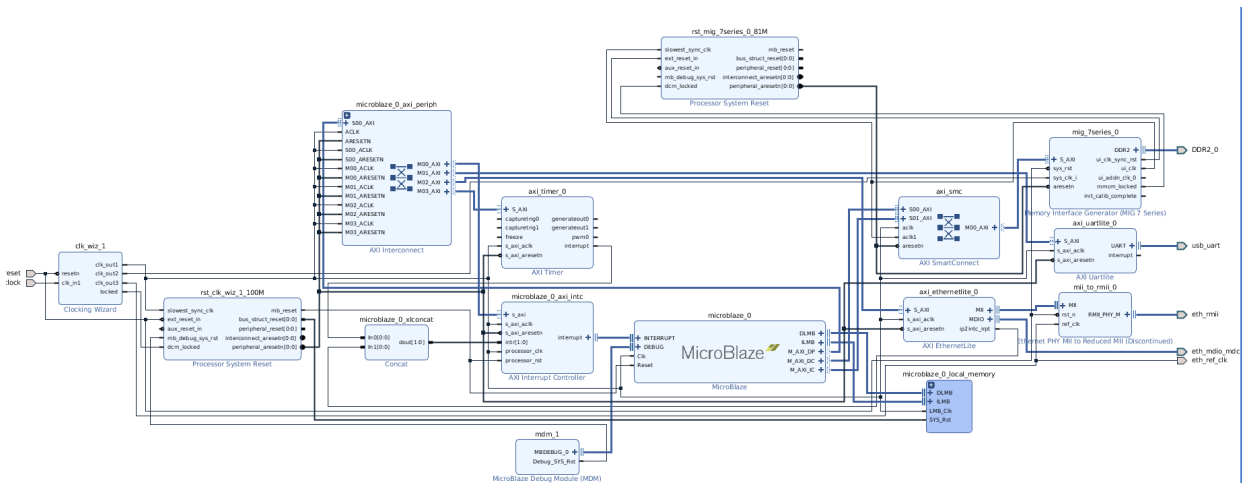 rst_mig_7series_0_81M
slowest_sync_clk
ext_reset_in
aux_reset_in
mb_debug_sys_rst
dcm_locked
mb_reset
bus_struct_reset[0:0]
peripheral_reset[0:0]
interconnect_aresetn[0:0]
peripheral_aresetn[0:0]
Processor System Reset
microblaze_0_axi_periph
S00_AXI
ACLK
ARESETN
S00_ACLK
S00_ARESETN
M00_ACLK
M00_ARESETN
M01_ACLK
M01_ARESETN
M02_ACLK
M02_ARESETN
M03_ACLK
M03_ARESETN
M00_AXI
M01_AXI
M02_AXI
M03_AXI
AXI Interconnect
mig_7series_0
S_AXI
sys_rst
sys_clk_i
aresetn
DDR2
ui_clk_sync_rst
ui_clk
ui_addn_clk_0
mmcm_locked
init_calib_complete
Memory Interface Generator (MIG 7 Series)
DDR2_0
axi_timer_0
S_AXI
capturetrig0
capturetrig1
freeze
s_axi_aclk
s_axi_aresetn
generateout0
generateout1
pwm0
interrupt
AXI Timer
axi_smc
S00_AXI
S01_AXI
aclk
aclk1
aresetn
M00_AXI
AXI SmartConnect
axi_uartlite_0
S_AXI
s_axi_aclk
s_axi_aresetn
UART
interrupt
AXI Uartlite
usb_uart
clk_wiz_1
reset
clock
resetn
clk_in1
clk_out1
clk_out2
clk_out3
locked
Clocking Wizard
rst_clk_wiz_1_100M
slowest_sync_clk
ext_reset_in
aux_reset_in
mb_debug_sys_rst
dcm_locked
mb_reset
bus_struct_reset[0:0]
peripheral_reset[0:0]
interconnect_aresetn[0:0]
peripheral_aresetn[0:0]
Processor System Reset
microblaze_0_xlconcat
In0[0:0]
In1[0:0]
dout[1:0]
Concat
microblaze_0_axi_intc
s_axi
s_axi_aclk
s_axi_aresetn
intr[1:0]
processor_clk
processor_rst
interrupt
AXI Interrupt Controller
microblaze_0
INTERRUPT
DEBUG
Clk
Reset
MicroBlaze
DLMB
ILMB
M_AXI_DP
M_AXI_DC
M_AXI_IC
MicroBlaze
axi_ethernetlite_0
S_AXI
s_axi_aclk
s_axi_aresetn
MII
MDIO
ip2intc_irpt
AXI EthernetLite
mii_to_rmii_0
MII
rst_n
ref_clk
RMII_PHY_M
Ethernet PHY MII to Reduced MII (Discontinued)
eth_rmii
eth_mdio_mdc
eth_ref_clk
microblaze_0_local_memory
DLMB
ILMB
LMB_Clk
SYS_Rst
mdm_1
MBDEBUG_0
Debug_SYS_Rst
MicroBlaze Debug Module (MDM)